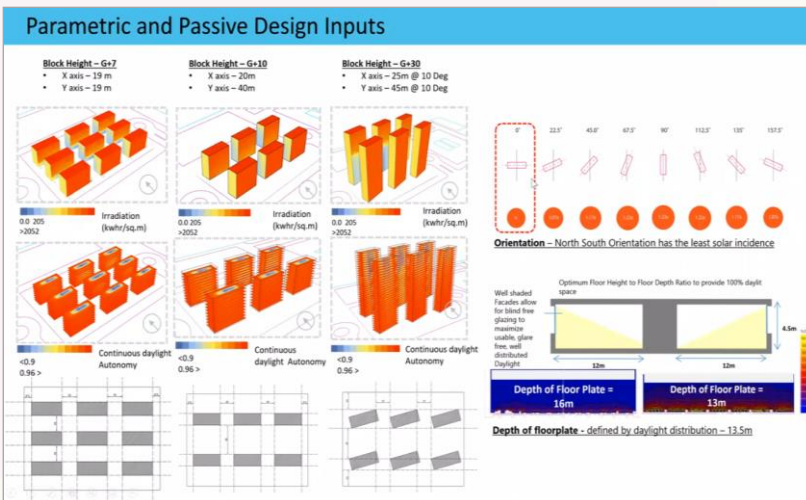 Parametric and Passive Design Inputs
Block Height – G+7
• X axis – 19 m
• Y axis – 19 m
Block Height – G+10
• X axis – 20m
• Y axis – 40m
Block Height – G+30
• X axis – 25m @ 10 Deg
• Y axis – 45m @ 10 Deg
0.0 205
>2052
Irradiation
(kwhr/sq.m)
0.0 205
>2052
Irradiation
(kwhr/sq.m)
0.0 205
>2052
Irradiation
(kwhr/sq.m)
<0.9
0.96 >
Continuous daylight
Autonomy
<0.9
0.96 >
Continuous
daylight Autonomy
<0.9
0.96 >
Continuous daylight
Autonomy
0° 22.5° 45.0° 67.5° 90° 112.5° 135° 157.5°
Orientation – North South Orientation has the least solar incidence
Optimum Floor Height to Floor Depth Ratio to provide 100% daylit
space
Well shaded
Facades allow
for blind free
glazing to
maximize
usable, glare
free, well
distributed
Daylight
4.5m
12m 12m
Depth of Floor Plate =
16m
Depth of Floor Plate =
13m
Depth of floorplate - defined by daylight distribution – 13.5m